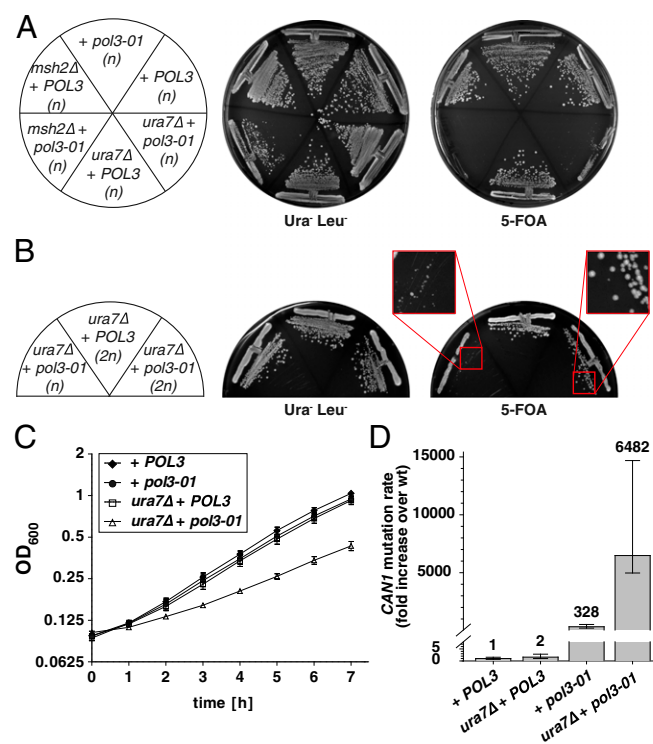 A
+ pol3-01
(n)
msh2Δ
+ POL3
(n)
+ POL3
(n)
msh2Δ +
pol3-01
(n)
ura7Δ
+ POL3
(n)
ura7Δ +
pol3-01
(n)
Ura- Leu-
5-FOA
B
ura7Δ
+ pol3-01
(n)
ura7Δ
+ POL3
(2n)
ura7Δ
+ pol3-01
(2n)
Ura- Leu-
5-FOA
C
OD600
2
1
0.5
0.25
0.125
0.0625
+ POL3
+ pol3-01
ura7Δ + POL3
ura7Δ + pol3-01
0 1 2 3 4 5 6 7
time [h]
D
CAN1 mutation rate
(fold increase over wt)
15000
10000
5000
5
0
1
2
328
6482
+ POL3
ura7Δ + POL3
+ pol3-01
ura7Δ + pol3-01